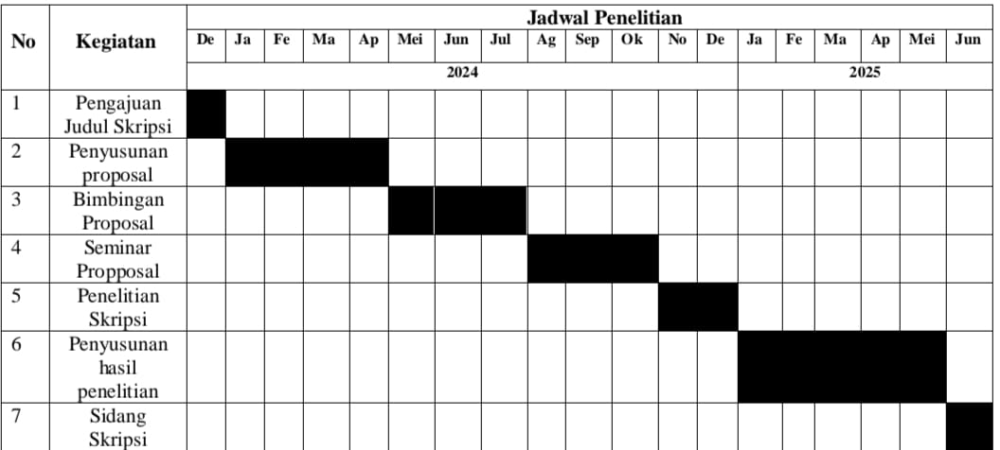 Jadwal Penelitian
No Kegiatan De Ja Fe Ma Ap Mei Jun Jul Ag Sep Ok No De Ja Fe Ma Ap Mei Jun
2024 2025
1 Pengajuan
Judul Skripsi
2 Penyusunan
proposal
3 Bimbingan
Proposal
4 Seminar
Propposal
5 Penelitian
Skripsi
6 Penyusunan
hasil
penelitian
7 Sidang
Skripsi